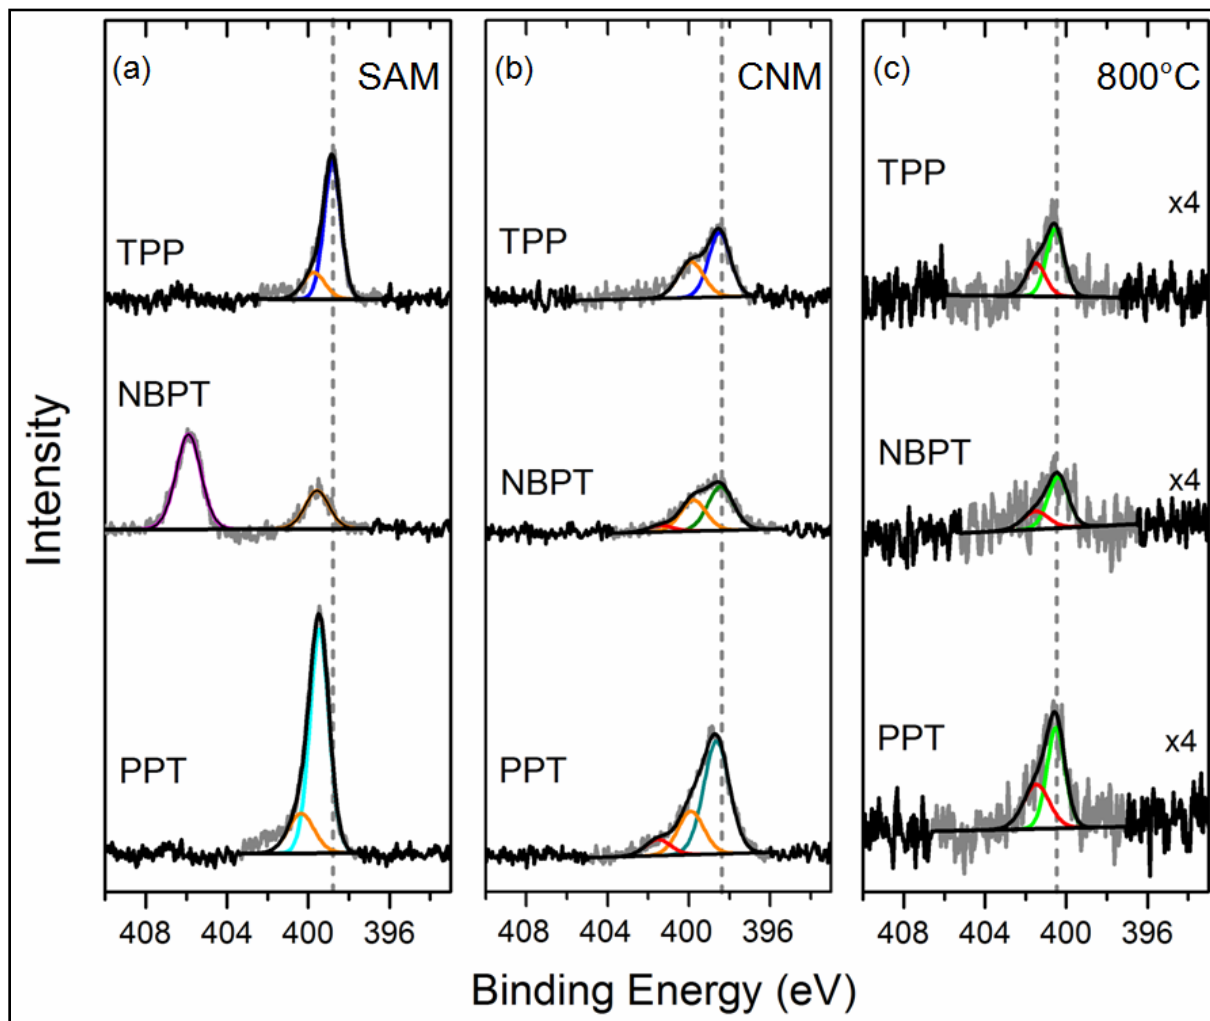 (a) SAM
TPP
NBPT
PPT
(b) CNM
TPP
NBPT
PPT
(c) 800°C
TPP x4
NBPT x4
PPT x4
Intensity
408 404 400 396
408 404 400 396
408 404 400 396
Binding Energy (eV)